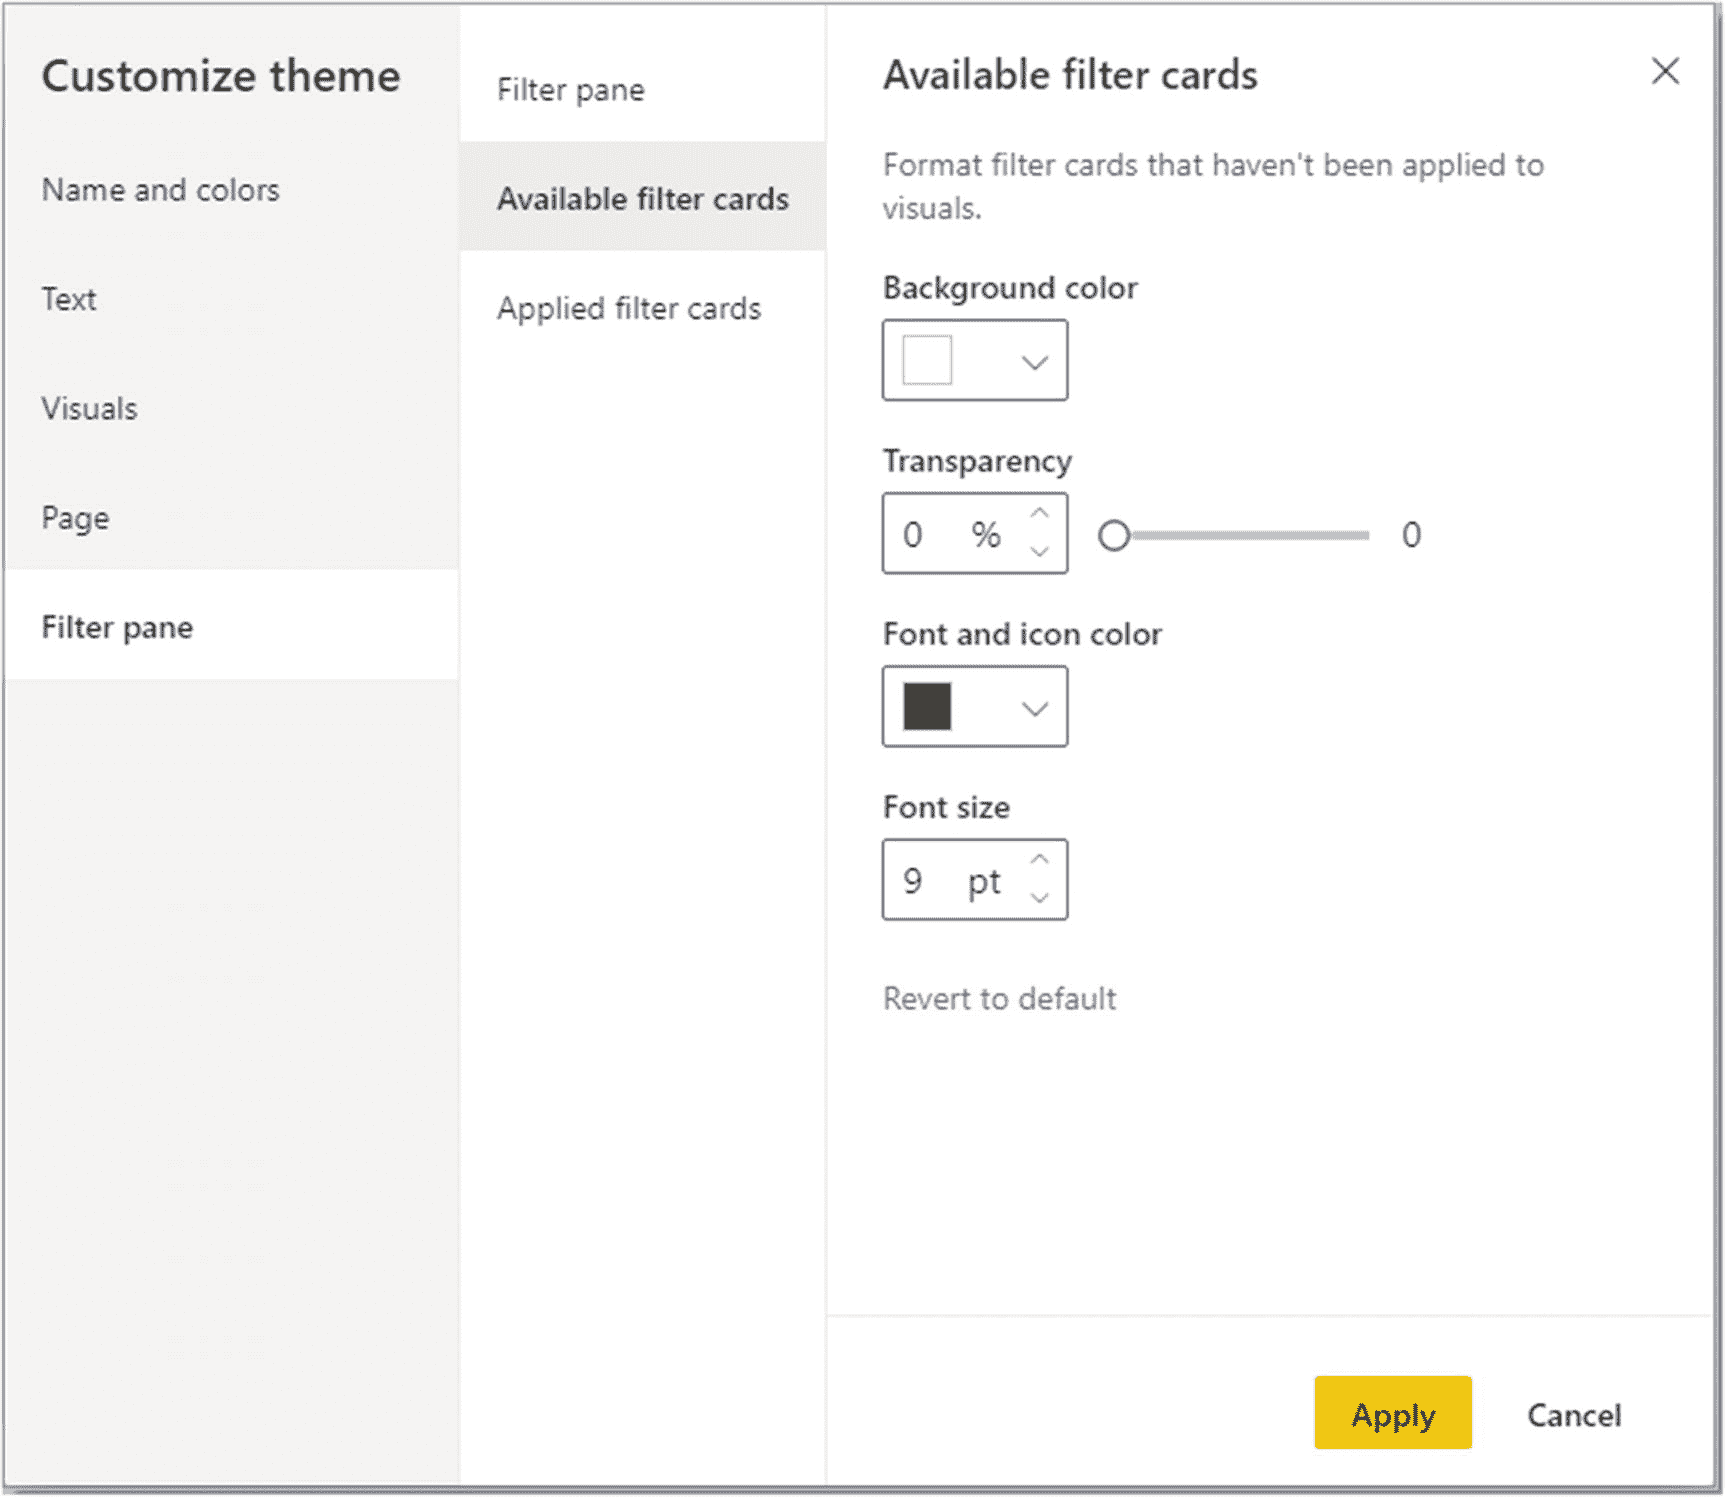 Customize theme
Name and colors
Text
Visuals
Page
Filter pane
Filter pane
Available filter cards
Applied filter cards
Available filter cards
Format filter cards that haven't been applied to
visuals.
Background color
Transparency
0 % 0
Font and icon color
Font size
9 pt
Revert to default
Apply Cancel